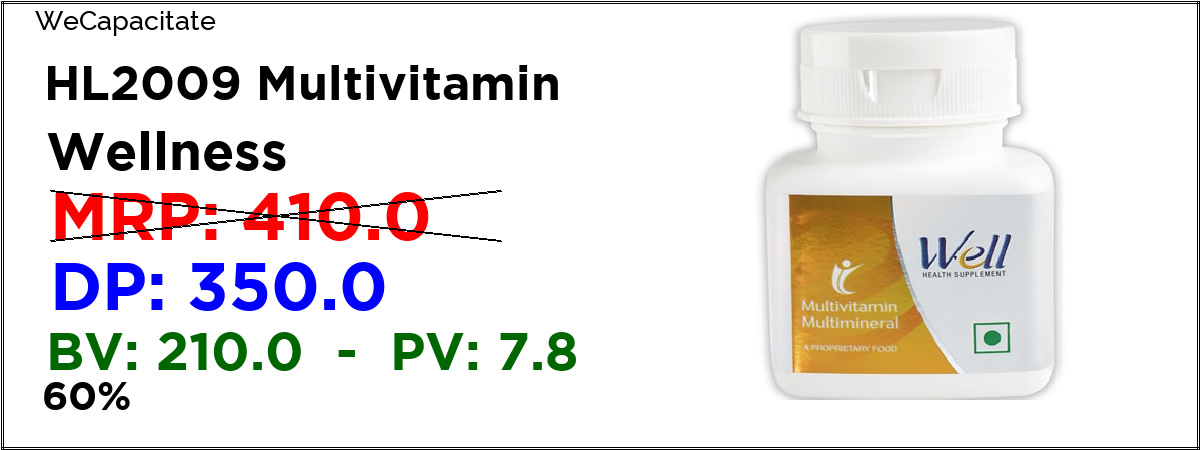 WeCapacitate
HL2009 Multivitamin
Wellness
MRP: 410.0
DP: 350.0
BV: 210.0 - PV: 7.8
60%
Well
HEALTH SUPPLEMENT
Multivitamin
Multimineral
A PROPRIETARY FOOD